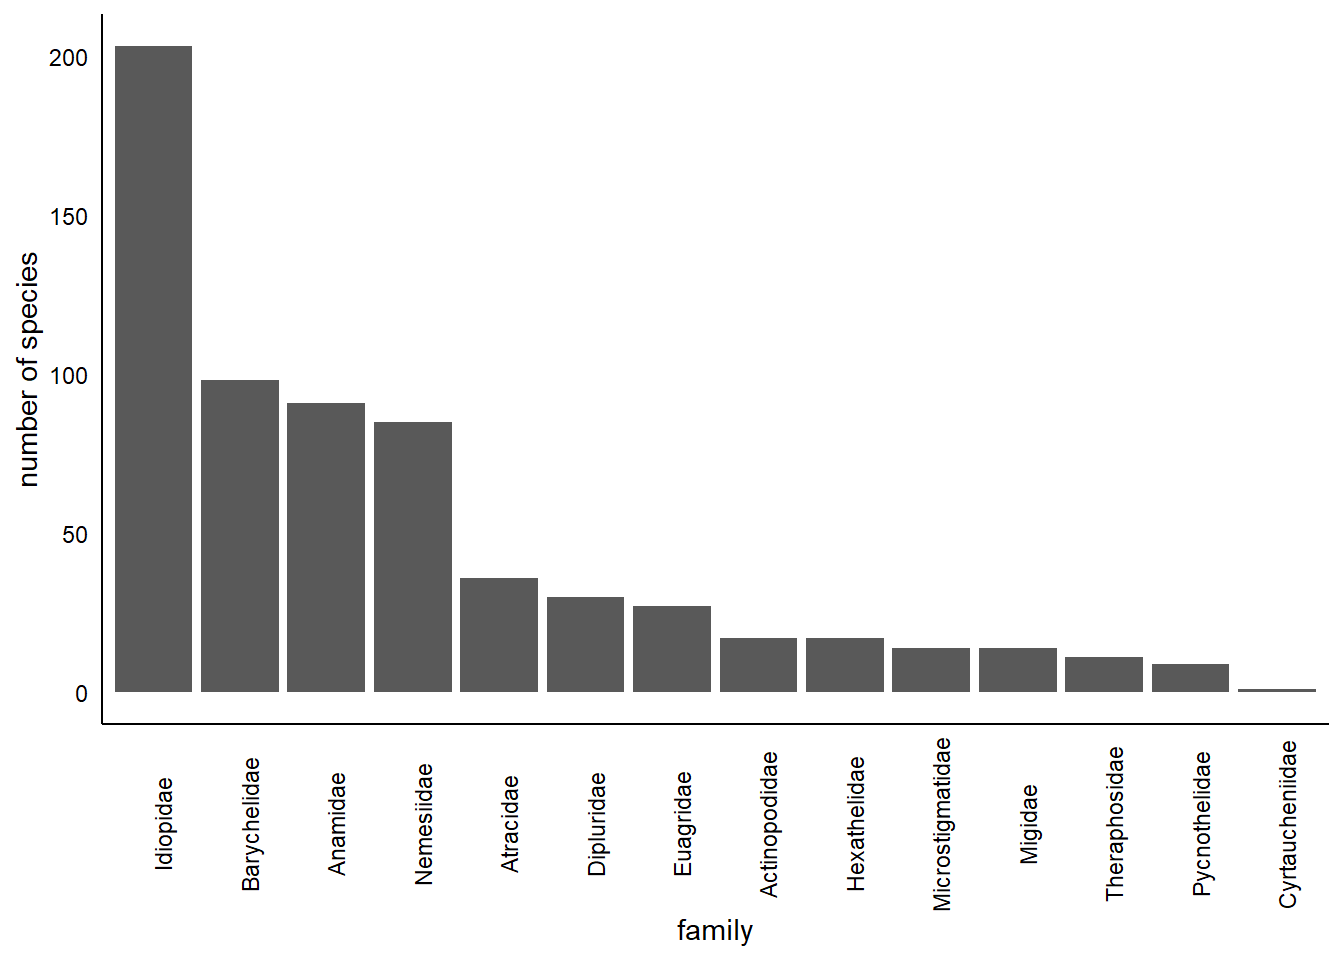 number of species
200
150
100
50
0
Idiopidae
Barychelidae
Anamidae
Nemesiidae
Atracidae
Dipluridae
Euagridae
Actinopodidae
Hexathelidae
Microstigmatidae
Migidae
Theraphosidae
Pycnothelidae
Cyrtaucheniidae
family